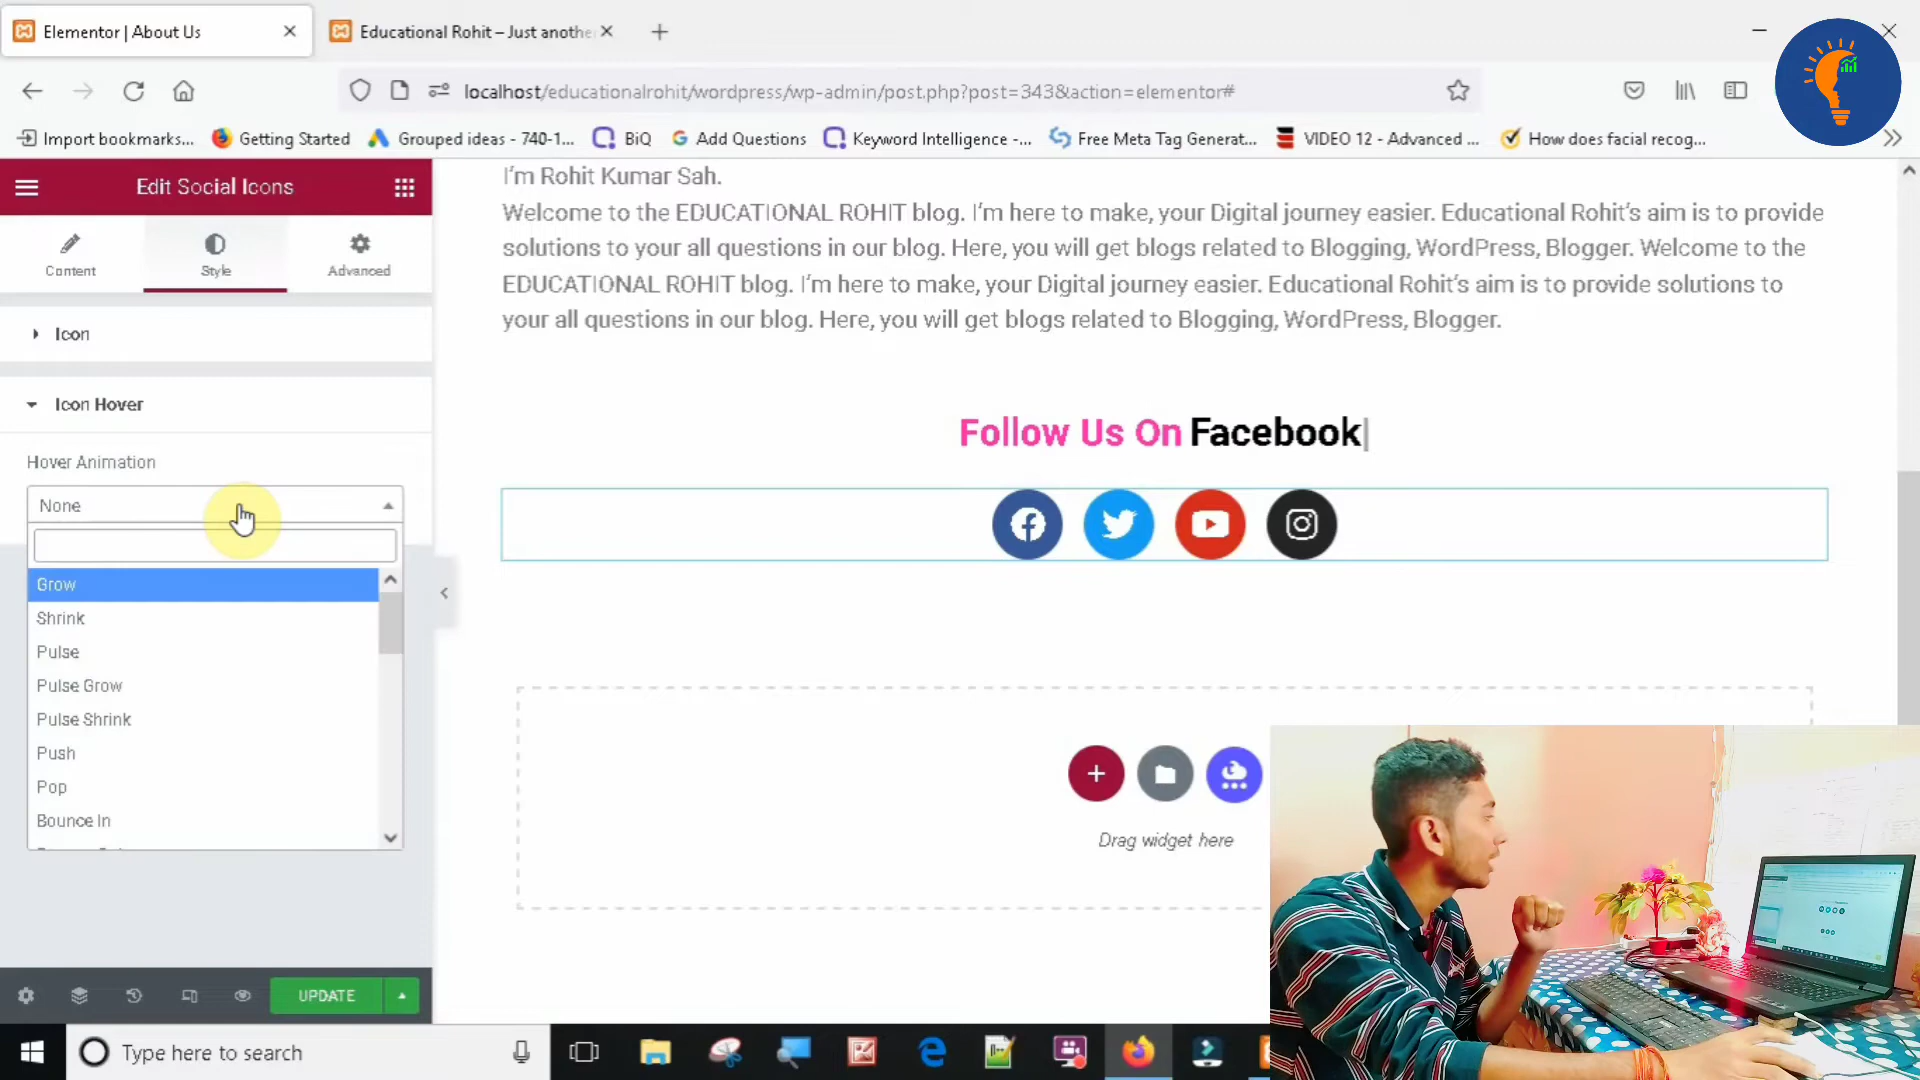 Elementor | About Us
Educational Rohit – Just anothe
localhost/educationalrohit/wordpress/wp-admin/post.php?post=343&action=elementor#
Import bookmarks...
Getting Started
Grouped ideas - 740-1...
BiQ
Add Questions
Keyword Intelligence -...
Free Meta Tag Generat...
VIDEO 12 - Advanced ...
How does facial recog...
Edit Social Icons
Content
Style
Advanced
Icon
Icon Hover
Hover Animation
None
Grow
Shrink
Pulse
Pulse Grow
Pulse Shrink
Push
Pop
Bounce In
UPDATE
I'm Rohit Kumar Sah.
Welcome to the EDUCATIONAL ROHIT blog. I'm here to make, your Digital journey easier. Educational Rohit's aim is to provide
solutions to your all questions in our blog. Here, you will get blogs related to Blogging, WordPress, Blogger. Welcome to the
EDUCATIONAL ROHIT blog. I'm here to make, your Digital journey easier. Educational Rohit's aim is to provide solutions to
your all questions in our blog. Here, you will get blogs related to Blogging, WordPress, Blogger.
Follow Us On Facebook|
Drag widget here
Type here to search